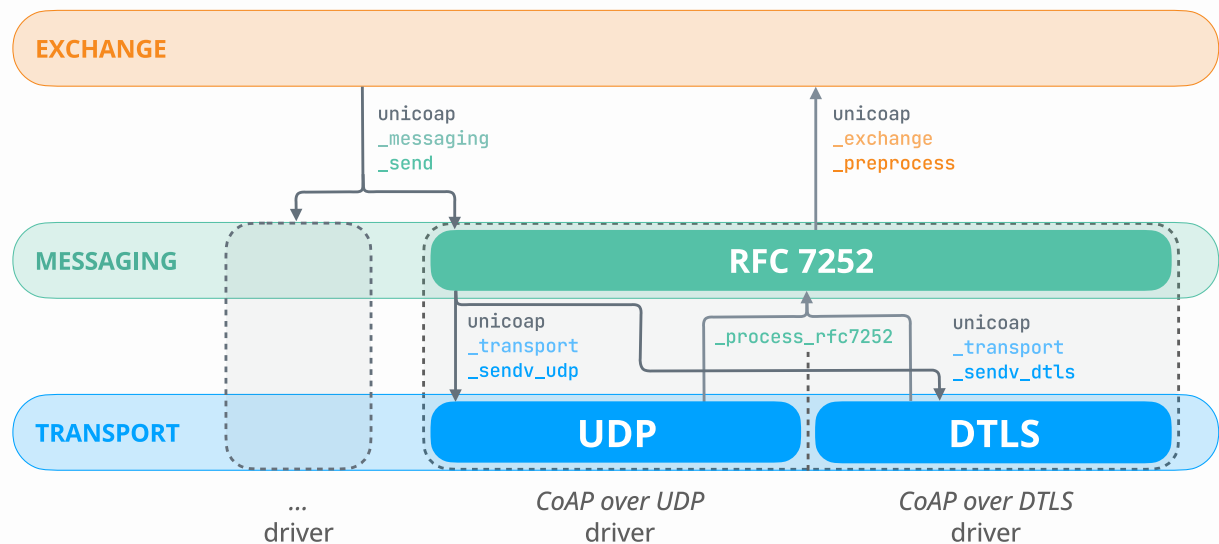 EXCHANGE
unicoap
_messaging
_send
unicoap
_exchange
_preprocess
MESSAGING
RFC 7252
unicoap
_transport
_sendv_udp
_process_rfc7252
unicoap
_transport
_sendv_dtls
TRANSPORT
UDP
DTLS
...
driver
CoAP over UDP
driver
CoAP over DTLS
driver